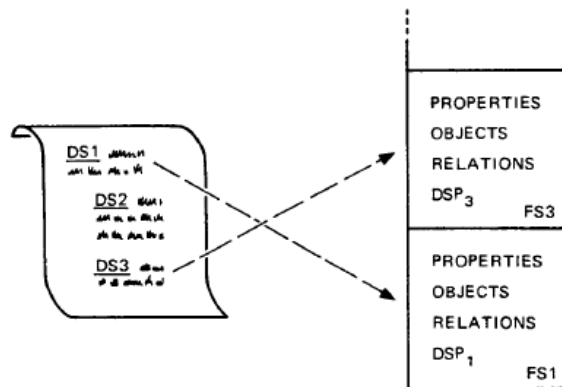 DS1
DS2
DS3
PROPERTIES
OBJECTS
RELATIONS
DSP₃
FS3
PROPERTIES
OBJECTS
RELATIONS
DSP₁
FS1